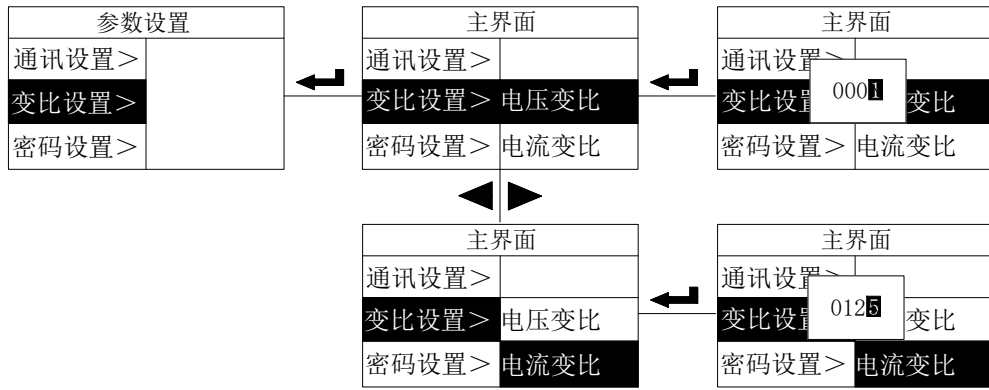 参数设置
通讯设置＞
变比设置＞
密码设置＞
主界面
通讯设置＞
变比设置＞ 电压变比
密码设置＞ 电流变比
主界面
通讯设置＞
变比设 0001 变比
密码设置＞ 电流变比
主界面
通讯设置＞
变比设置＞ 电压变比
密码设置＞ 电流变比
主界面
通讯设置＞
变比设 0125 变比
密码设置＞ 电流变比